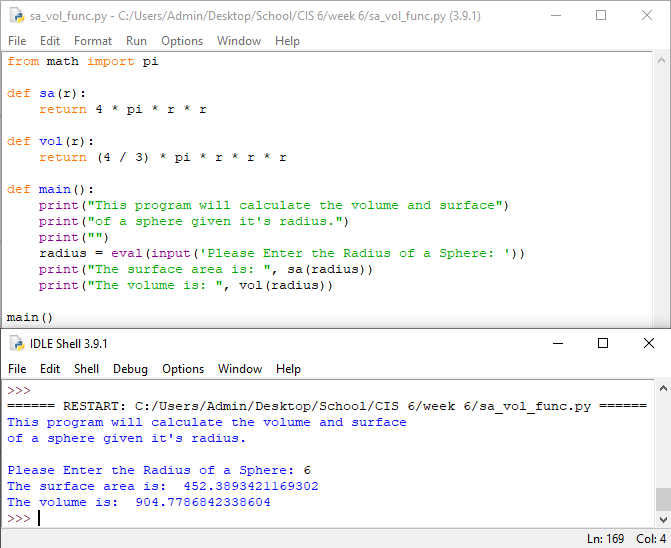 sa_vol_func.py - C:/Users/Admin/Desktop/School/CIS 6/week 6/sa_vol_func.py (3.9.1)
File Edit Format Run Options Window Help
from math import pi
def sa(r):
    return 4 * pi * r * r
def vol(r):
    return (4 / 3) * pi * r * r * r
def main():
    print("This program will calculate the volume and surface")
    print("of a sphere given it's radius.")
    print("")
    radius = eval(input('Please Enter the Radius of a Sphere: '))
    print("The surface area is: ", sa(radius))
    print("The volume is: ", vol(radius))
main()
IDLE Shell 3.9.1
File Edit Shell Debug Options Window Help
>>>
====== RESTART: C:/Users/Admin/Desktop/School/CIS 6/week 6/sa_vol_func.py ======
This program will calculate the volume and surface
of a sphere given it's radius.
Please Enter the Radius of a Sphere: 6
The surface area is:  452.3893421169302
The volume is:  904.7786842338604
>>>
Ln: 169 Col: 4